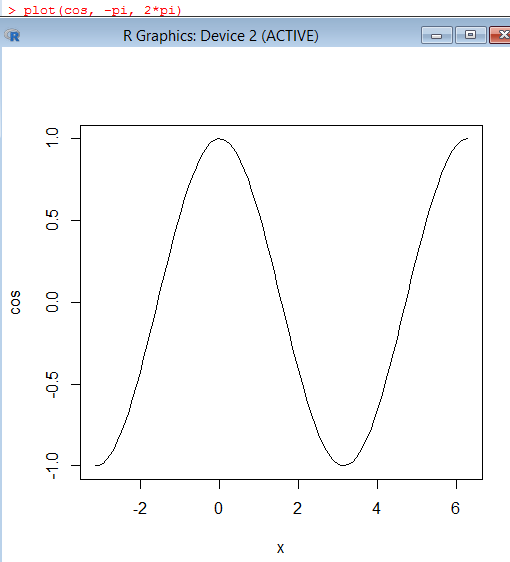 > plot(cos, -pi, 2*pi)
R Graphics: Device 2 (ACTIVE)
1.0
0.5
0.0
-0.5
-1.0
cos
-2 0 2 4 6
x